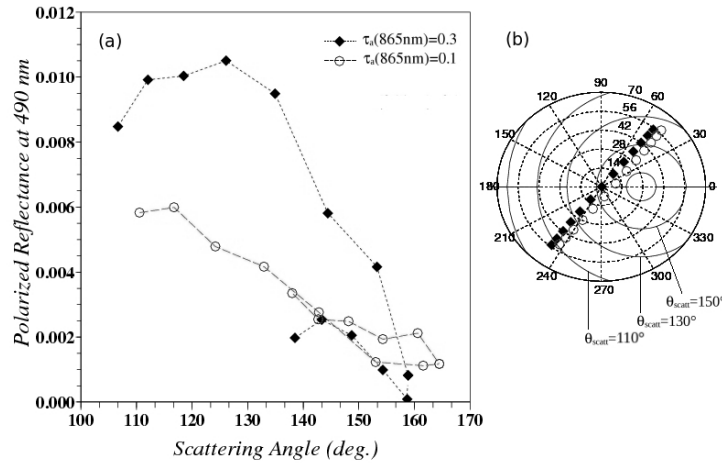 (a)
τa(865nm)=0.3
τa(865nm)=0.1
Polarized Reflectance at 490 nm
0.012
0.010
0.008
0.006
0.004
0.002
0.000
100 110 120 130 140 150 160 170
Scattering Angle (deg.)
(b)
90
70
120
60
56
150
42
30
28
14
180
0
210
330
240
300
270
θscatt=150°
θscatt=130°
θscatt=110°